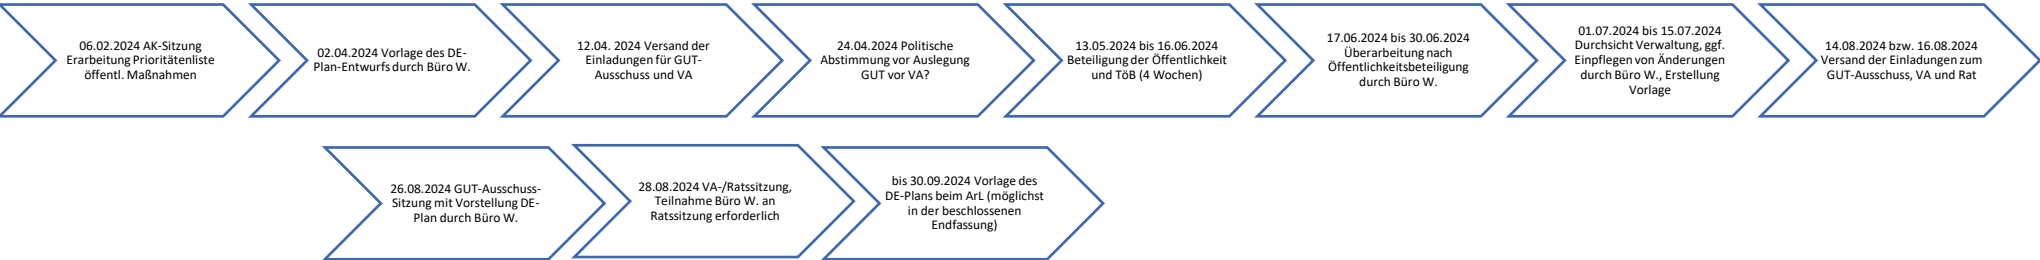 06.02.2024 AK-Sitzung
Erarbeitung Prioritätenliste
öffentl. Maßnahmen
02.04.2024 Vorlage des DE-
Plan-Entwurfs durch Büro W.
12.04. 2024 Versand der
Einladungen für GUT-
Ausschuss und VA
24.04.2024 Politische
Abstimmung vor Auslegung
GUT vor VA?
13.05.2024 bis 16.06.2024
Beteiligung der Öffentlichkeit
und TöB (4 Wochen)
17.06.2024 bis 30.06.2024
Überarbeitung nach
Öffentlichkeitsbeteiligung
durch Büro W.
01.07.2024 bis 15.07.2024
Durchsicht Verwaltung, ggf.
Einpflegen von Änderungen
durch Büro W., Erstellung
Vorlage
14.08.2024 bzw. 16.08.2024
Versand der Einladungen zum
GUT-Ausschuss, VA und Rat
26.08.2024 GUT-Ausschuss-
Sitzung mit Vorstellung DE-
Plan durch Büro W.
28.08.2024 VA-/Ratssitzung,
Teilnahme Büro W. an
Ratssitzung erforderlich
bis 30.09.2024 Vorlage des
DE-Plans beim ArL (möglichst
in der beschlossenen
Endfassung)